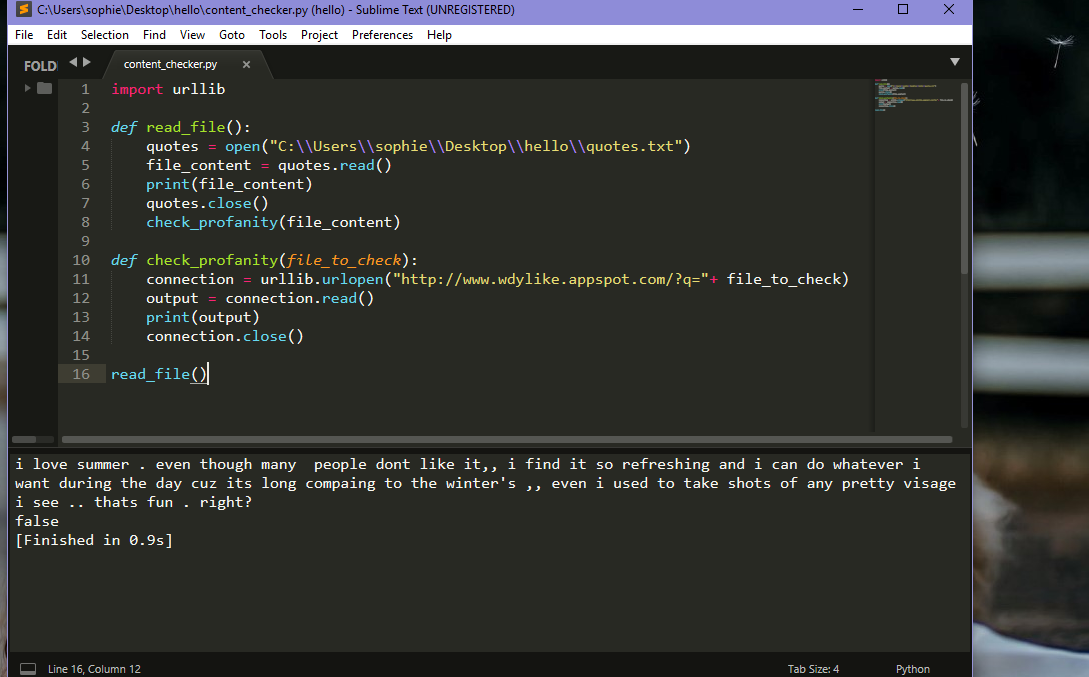 C:\Users\sophie\Desktop\hello\content_checker.py (hello) - Sublime Text (UNREGISTERED)
File Edit Selection Find View Goto Tools Project Preferences Help
FOLD
content_checker.py
1 import urllib
2
3 def read_file():
4     quotes = open("C:\\Users\\sophie\\Desktop\\hello\\quotes.txt")
5     file_content = quotes.read()
6     print(file_content)
7     quotes.close()
8     check_profanity(file_content)
9
10 def check_profanity(file_to_check):
11     connection = urllib.urlopen("http://www.wdylike.appspot.com/?q="+ file_to_check)
12     output = connection.read()
13     print(output)
14     connection.close()
15
16 read_file()
i love summer . even though many  people dont like it,, i find it so refreshing and i can do whatever i
want during the day cuz its long compaing to the winter's ,, even i used to take shots of any pretty visage
i see .. thats fun . right?
false
[Finished in 0.9s]
Line 16, Column 12 Tab Size: 4 Python